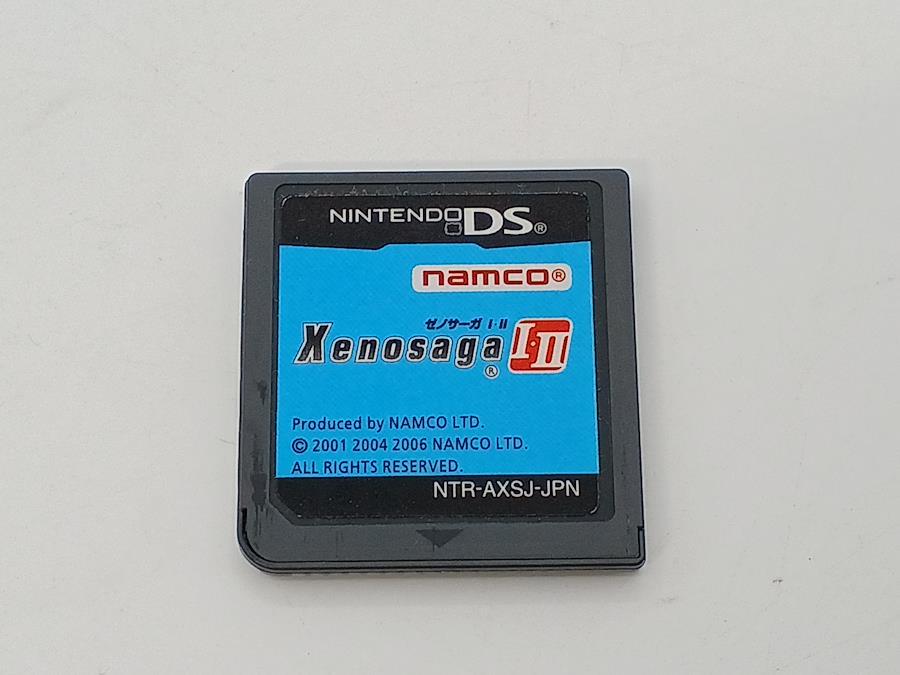 NINTENDO DS®
namco®
ゼノサーガ I・II
Xenosaga® I・II
Produced by NAMCO LTD.
© 2001 2004 2006 NAMCO LTD.
ALL RIGHTS RESERVED.
NTR-AXSJ-JPN